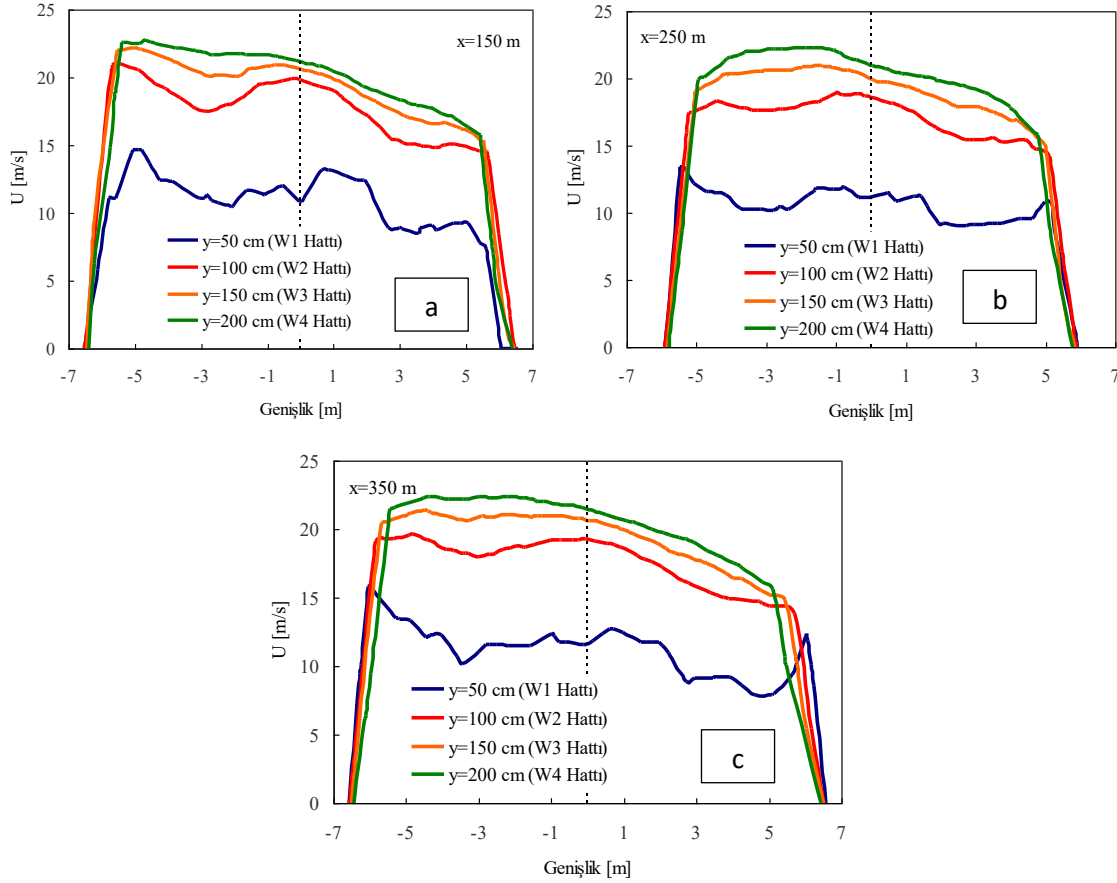 25
20
15
10
5
0
U [m/s]
x=150 m
y=50 cm (W1 Hattı)
y=100 cm (W2 Hattı)
y=150 cm (W3 Hattı)
y=200 cm (W4 Hattı)
a
-7 -5 -3 -1 1 3 5 7
Genişlik [m]
25
20
15
10
5
0
U [m/s]
x=250 m
y=50 cm (W1 Hattı)
y=100 cm (W2 Hattı)
y=150 cm (W3 Hattı)
y=200 cm (W4 Hattı)
b
-7 -5 -3 -1 1 3 5 7
Genişlik [m]
25
20
15
10
5
0
U [m/s]
x=350 m
y=50 cm (W1 Hattı)
y=100 cm (W2 Hattı)
y=150 cm (W3 Hattı)
y=200 cm (W4 Hattı)
c
-7 -5 -3 -1 1 3 5 7
Genişlik [m]